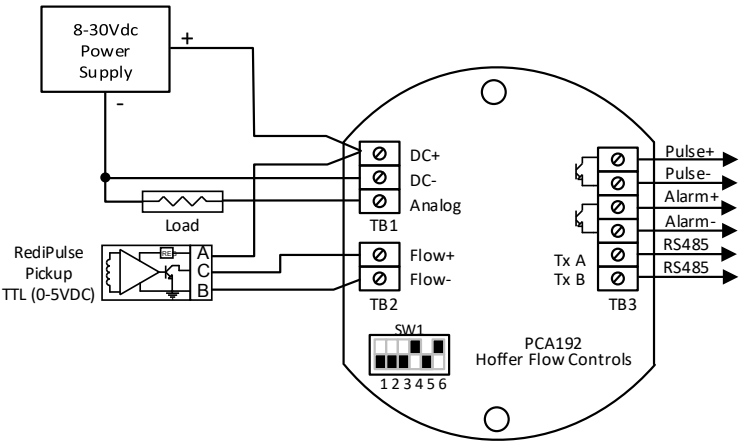 8-30Vdc
Power
Supply
+
-
DC+
DC-
Analog
TB1
Load
RediPulse
Pickup
TTL (0-5VDC)
A
C
B
Flow+
Flow-
TB2
SW1
1 2 3 4 5 6
PCA192
Hoffer Flow Controls
Pulse+
Pulse-
Alarm+
Alarm-
Tx A
RS485
Tx B
RS485
TB3